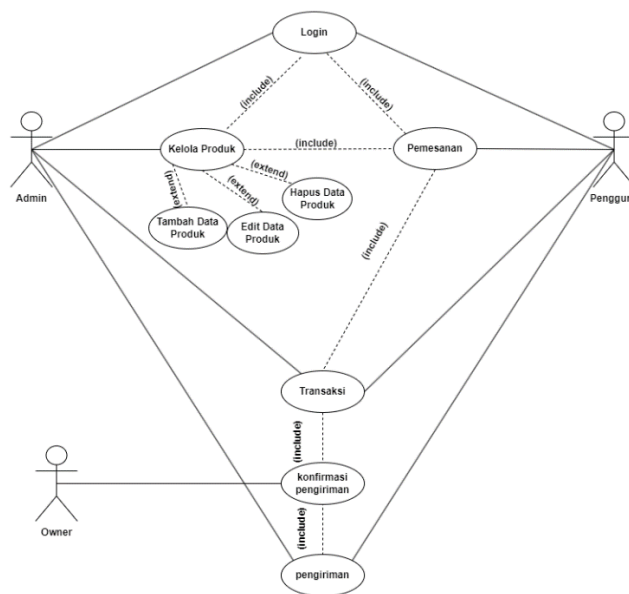 Login
(include)
(include)
Kelola Produk
(include)
Pemesanan
Admin
(extend)
(extend)
(extend)
Hapus Data
Produk
Tambah Data
Produk
Edit Data
Produk
(include)
Transaksi
(include)
konfirmasi
pengiriman
Owner
(include)
pengiriman